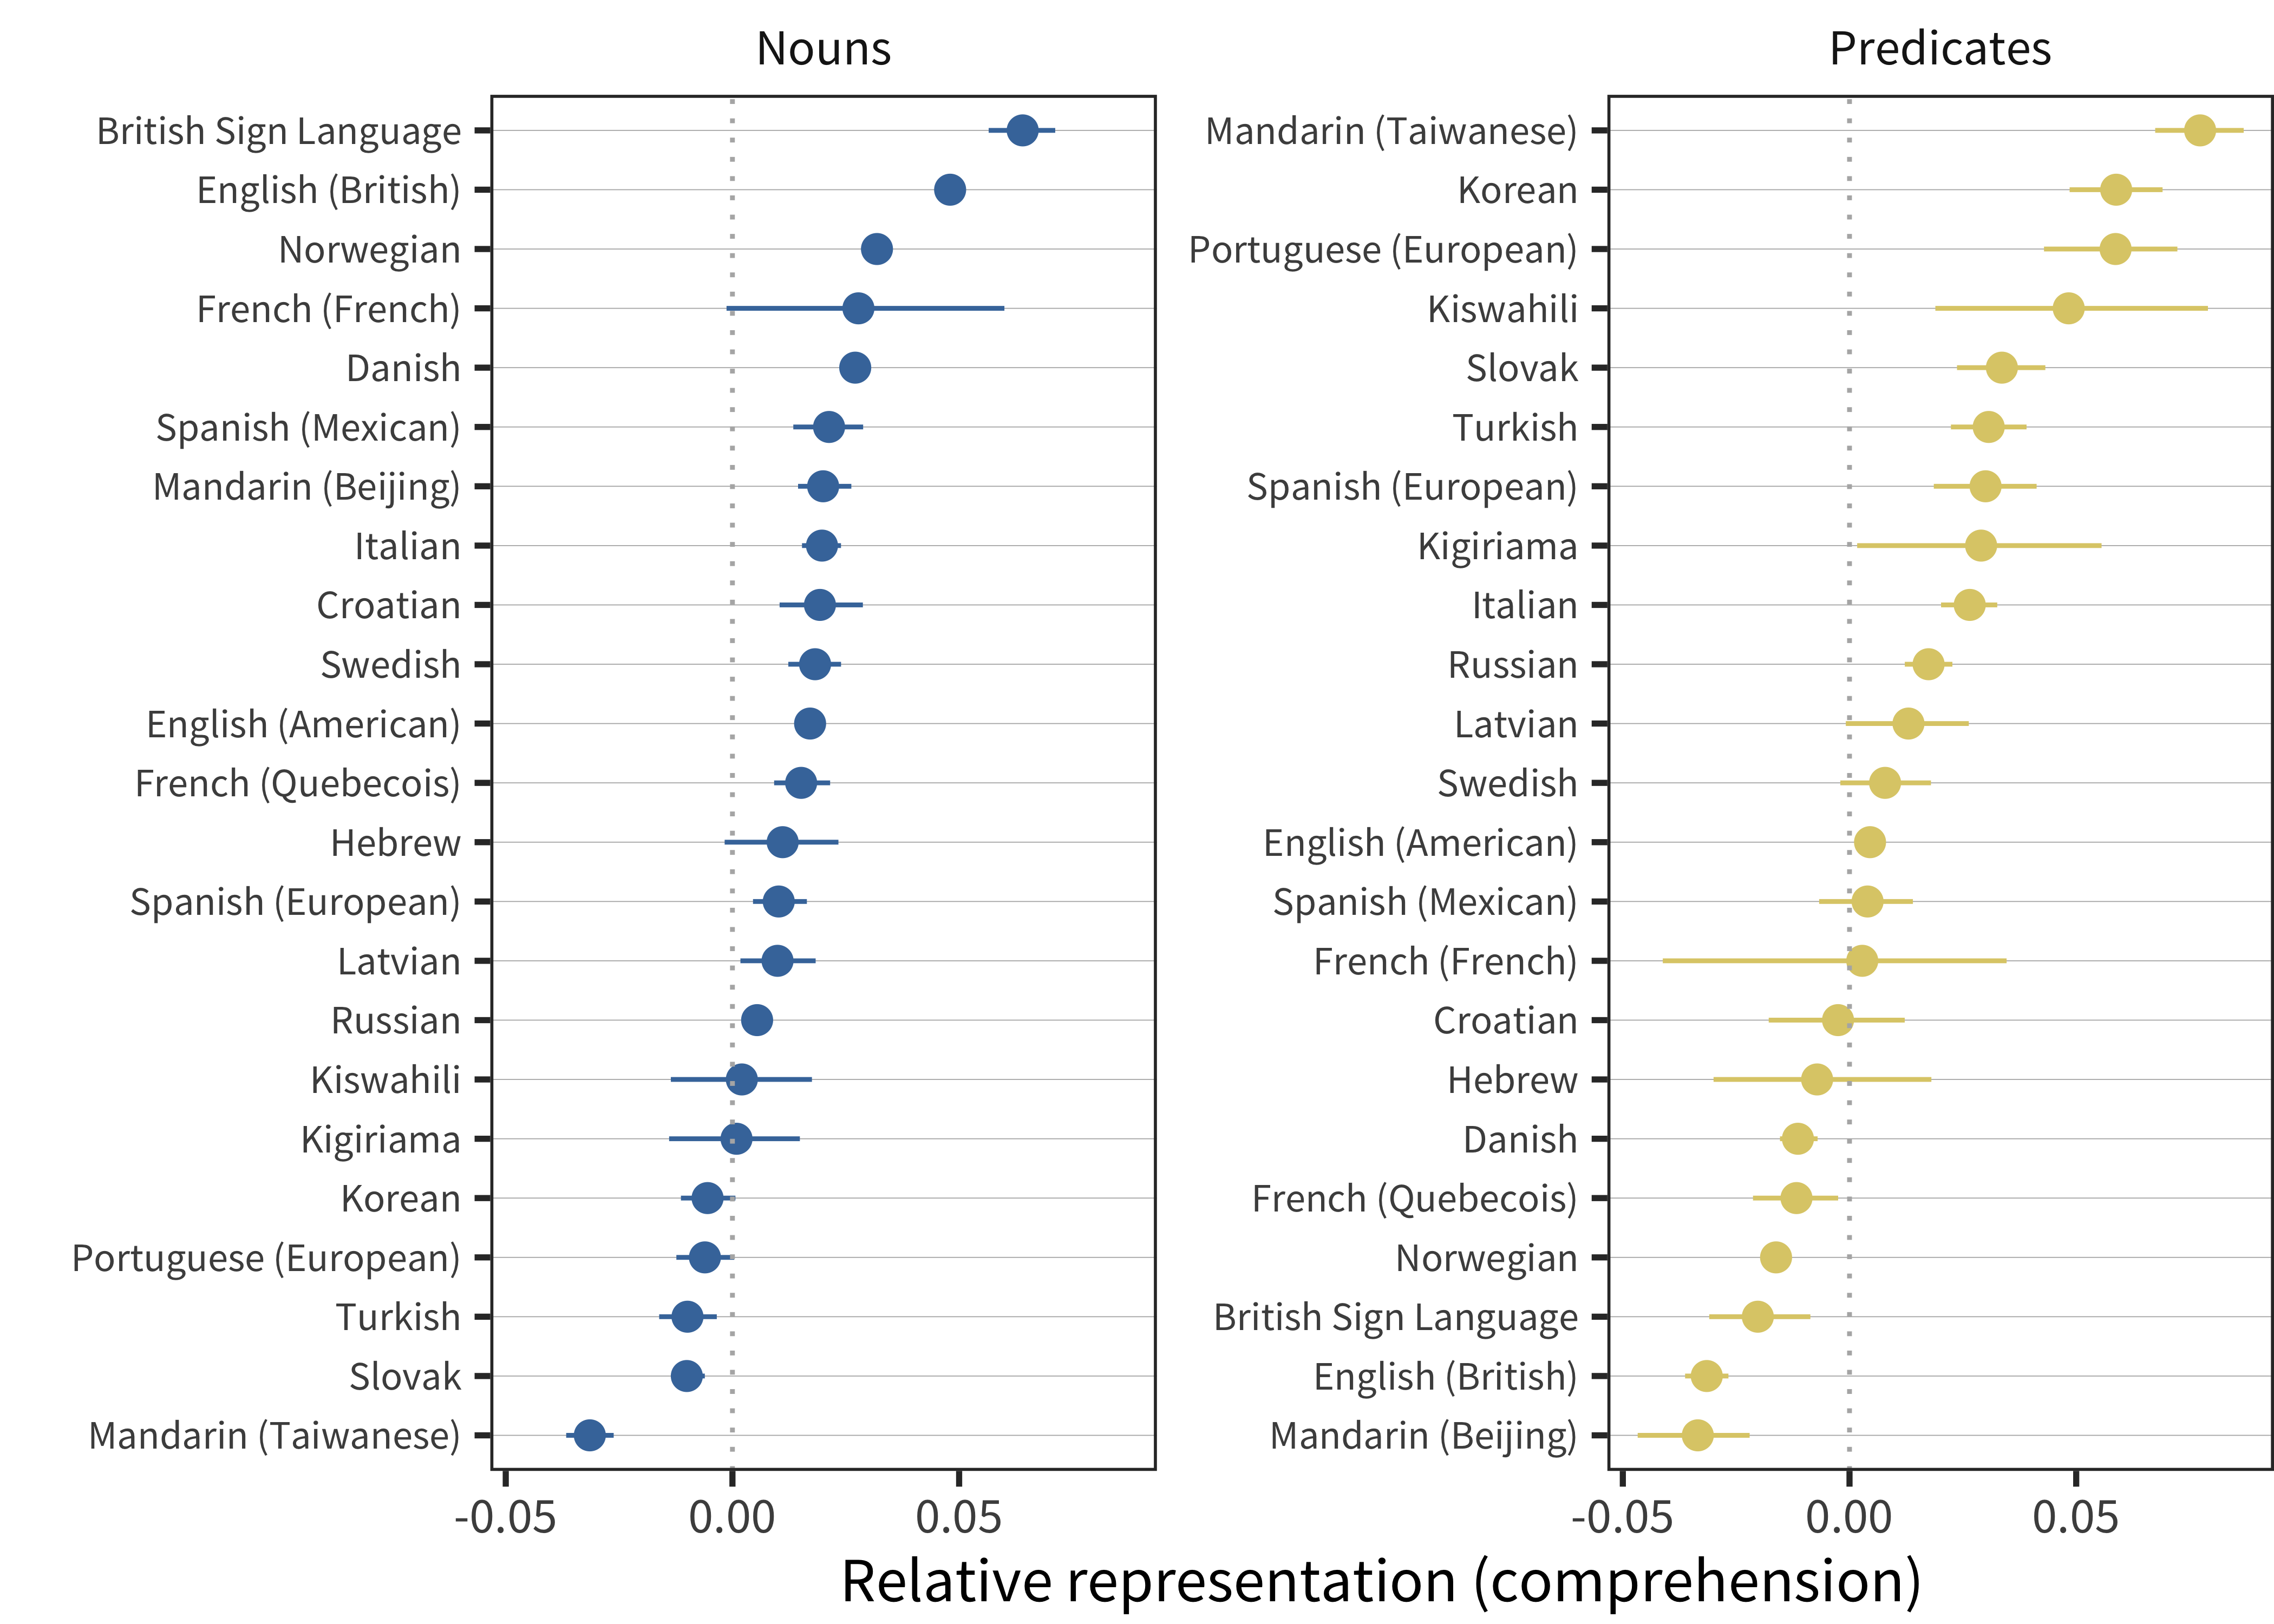 Nouns
British Sign Language
English (British)
Norwegian
French (French)
Danish
Spanish (Mexican)
Mandarin (Beijing)
Italian
Croatian
Swedish
English (American)
French (Quebecois)
Hebrew
Spanish (European)
Latvian
Russian
Kiswahili
Kigiriama
Korean
Portuguese (European)
Turkish
Slovak
Mandarin (Taiwanese)
-0.05 0.00 0.05
Predicates
Mandarin (Taiwanese)
Korean
Portuguese (European)
Kiswahili
Slovak
Turkish
Spanish (European)
Kigiriama
Italian
Russian
Latvian
Swedish
English (American)
Spanish (Mexican)
French (French)
Croatian
Hebrew
Danish
French (Quebecois)
Norwegian
British Sign Language
English (British)
Mandarin (Beijing)
-0.05 0.00 0.05
Relative representation (comprehension)